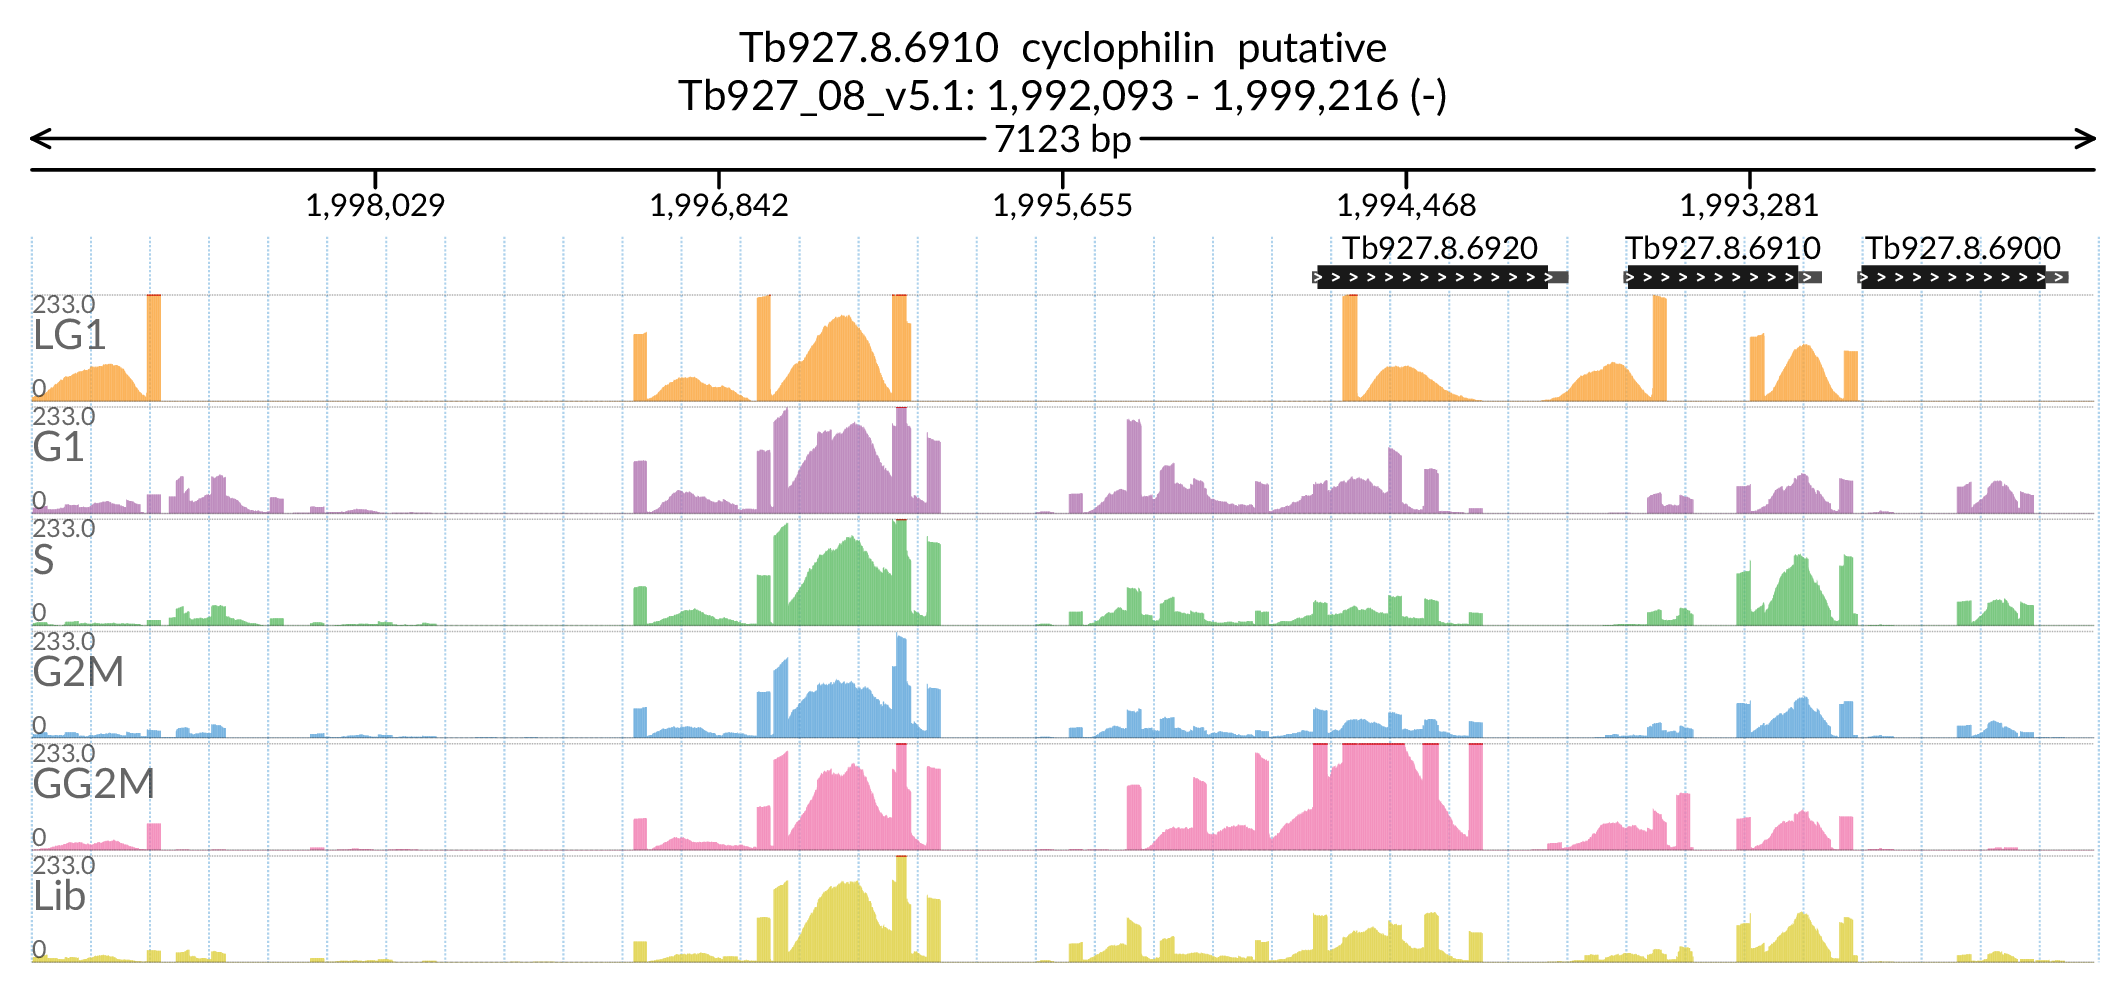 Tb927.8.6910 cyclophilin putative
Tb927_08_v5.1: 1,992,093 - 1,999,216 (-)
7123 bp
1,998,029 1,996,842 1,995,655 1,994,468 1,993,281
Tb927.8.6920 Tb927.8.6910 Tb927.8.6900
233.0
LG1
0
233.0
G1
0
233.0
S
0
233.0
G2M
0
233.0
GG2M
0
233.0
Lib
0